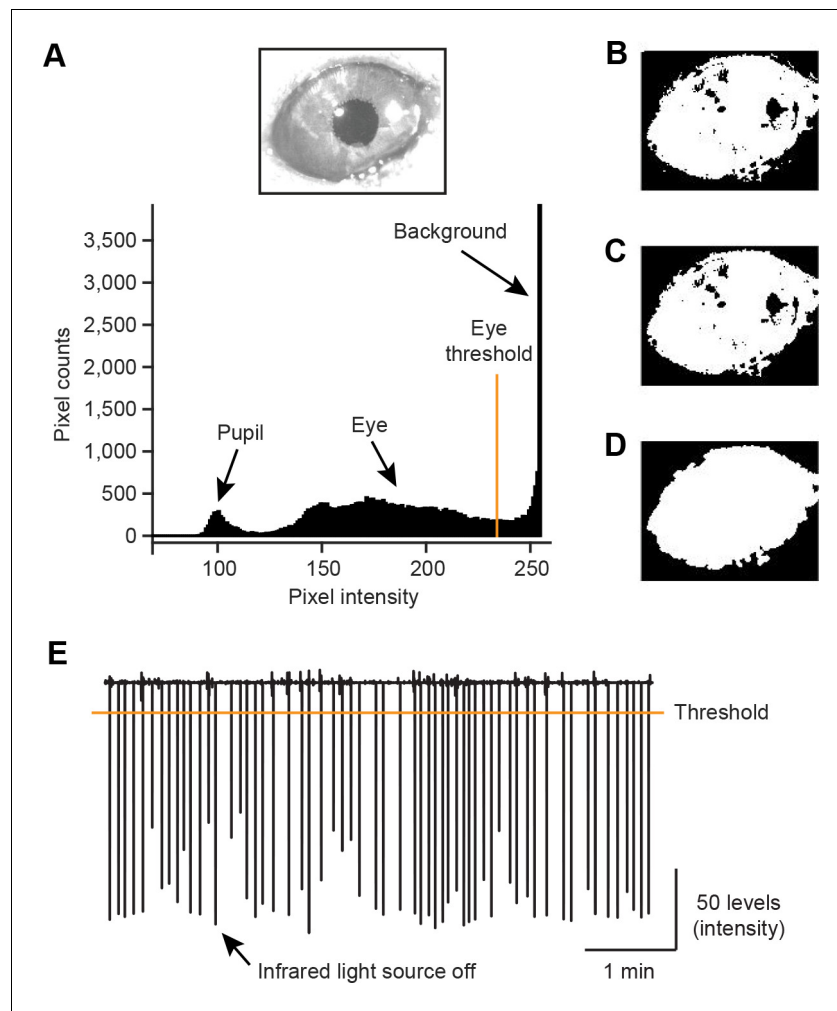 A
B
C
D
Background
Eye
threshold
Pupil
Eye
Pixel counts
3,500
3,000
2,500
2,000
1,500
1,000
500
0
100
150
200
250
Pixel intensity
E
Threshold
50 levels
(intensity)
1 min
Infrared light source off